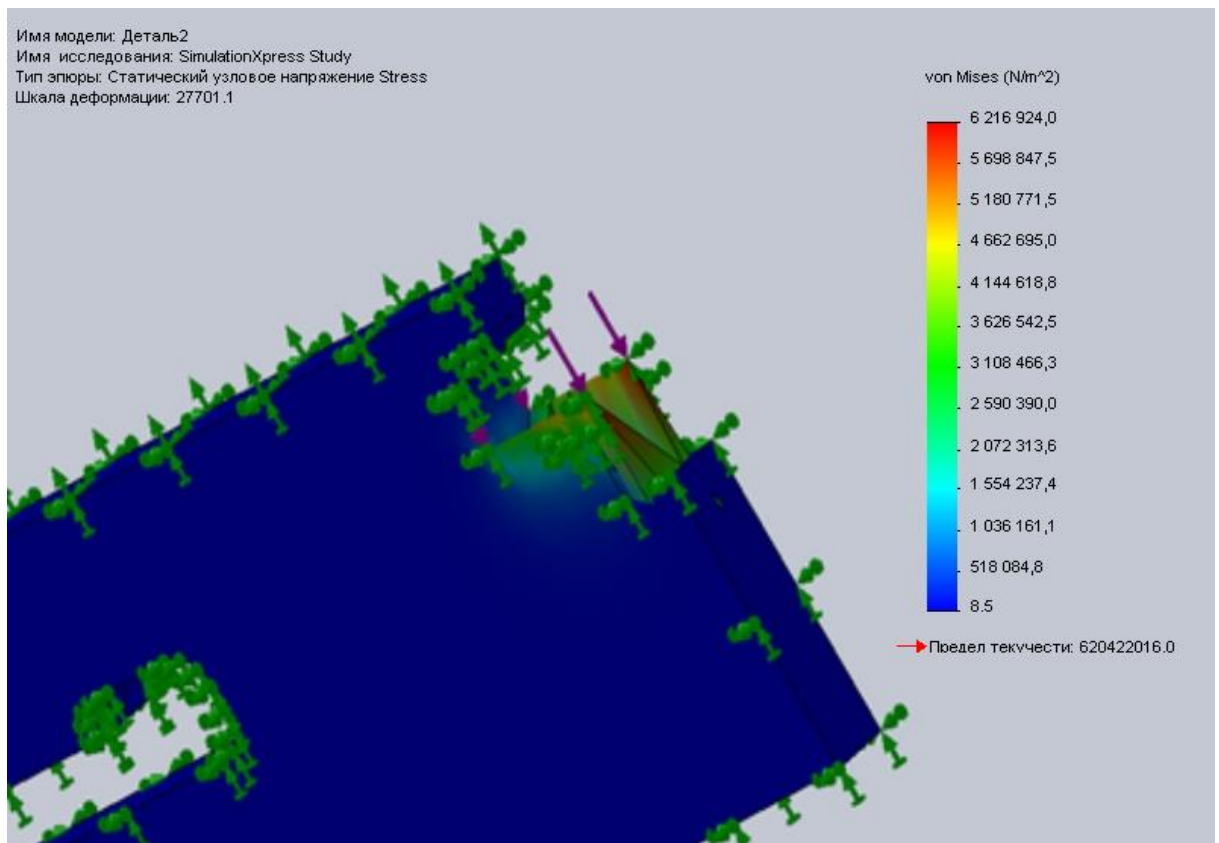 Имя модели: Деталь2
Имя исследования: SimulationXpress Study
Тип эпюры: Статический узловое напряжение Stress
Шкала деформации: 27701.1
von Mises (N/m^2)
6 216 924,0
5 698 847,5
5 180 771,5
4 662 695,0
4 144 618,8
3 626 542,5
3 108 466,3
2 590 390,0
2 072 313,6
1 554 237,4
1 036 161,1
518 084,8
8.5
Предел текучести: 620422016.0